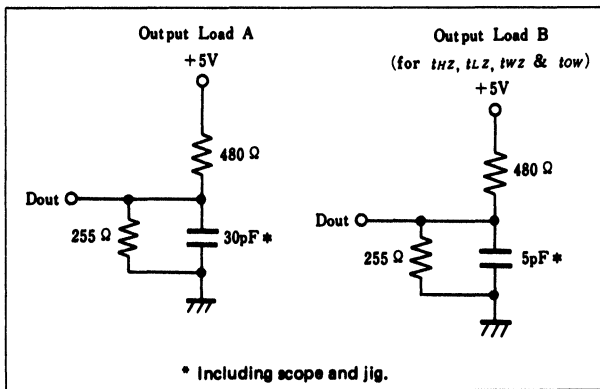 Output Load A
+5V
480 Ω
Dout
255 Ω
30pF *
Output Load B
(for tHZ, tLZ, tWZ & tOW)
+5V
480 Ω
Dout
255 Ω
5pF *
* Including scope and jig.